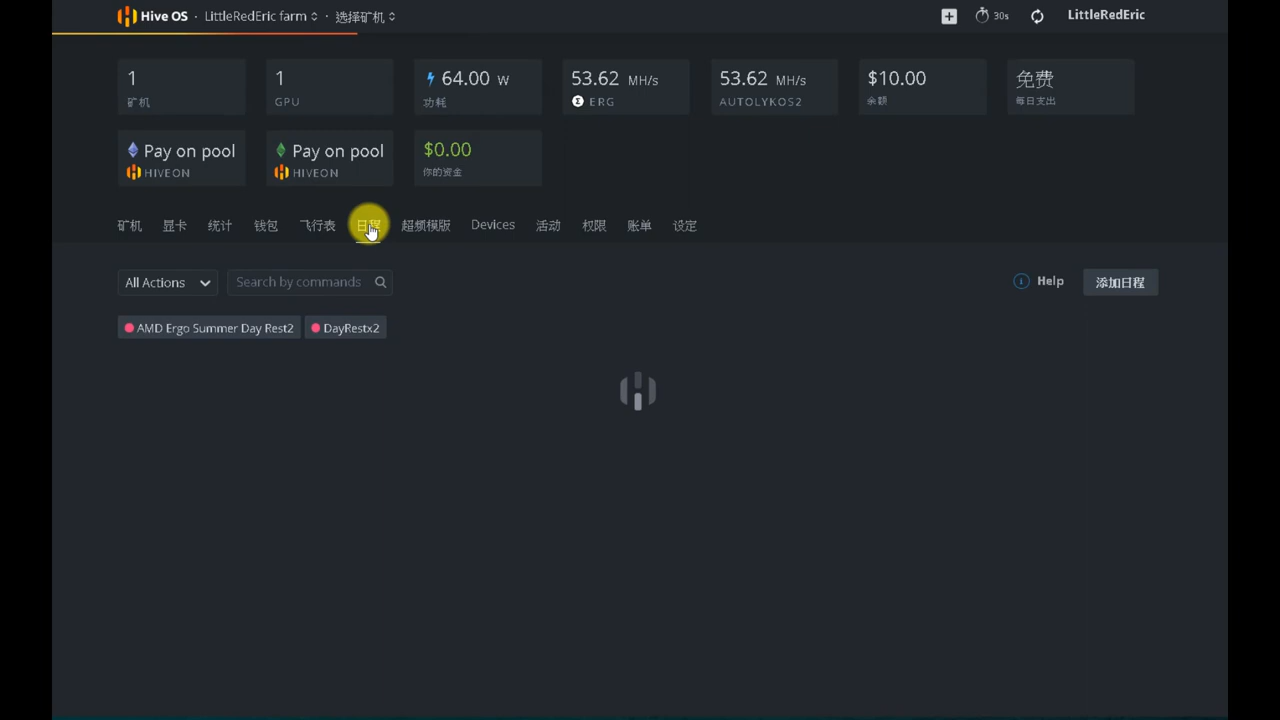 Hive OS · LittleRedEric farm · 选择矿机 30s LittleRedEric
1 1 64.00 W 53.62 MH/s 53.62 MH/s $10.00 免费
矿机 GPU 功耗 ERG AUTOLYKOS2 余额 每日支出
Pay on pool Pay on pool $0.00
HIVEON HIVEON 你的资金
矿机 显卡 统计 钱包 飞行表 日程 超频模版 Devices 活动 权限 账单 设定
All Actions Search by commands Help 添加日程
AMD Ergo Summer Day Rest2 DayRestx2